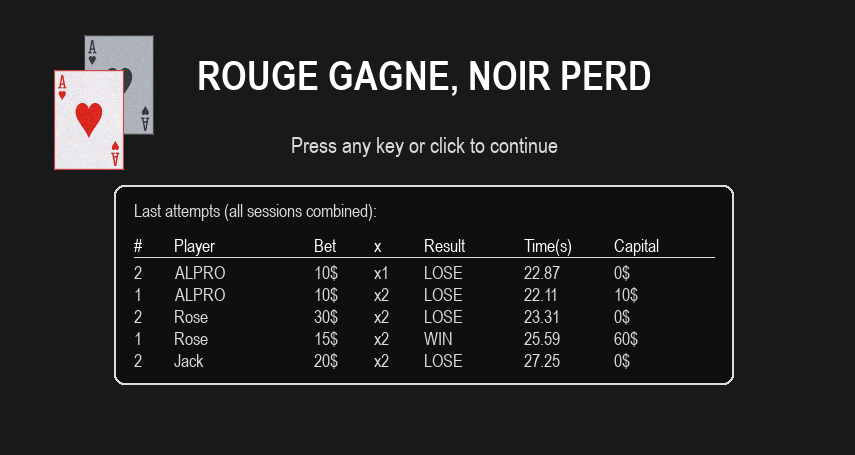 A
A
ROUGE GAGNE, NOIR PERD
Press any key or click to continue
A
A
Last attempts (all sessions combined):
# Player Bet x Result Time(s) Capital
2 ALPRO 10$ x1 LOSE 22.87 0$
1 ALPRO 10$ x2 LOSE 22.11 10$
2 Rose 30$ x2 LOSE 23.31 0$
1 Rose 15$ x2 WIN 25.59 60$
2 Jack 20$ x2 LOSE 27.25 0$